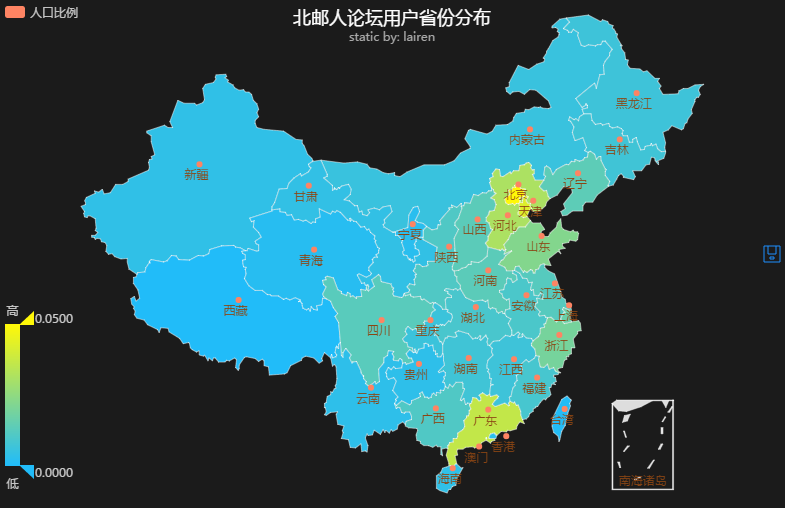 人口比例
北邮人论坛用户省份分布
static by: lairen
黑龙江
内蒙古
吉林
新疆
辽宁
北京
甘肃
天津
河北
山西
宁夏
山东
陕西
青海
河南
江苏
西藏
安徽
高
上海
0.0500
湖北
四川
重庆
浙江
湖南
江西
贵州
福建
云南
广西
广东
台湾
香港
澳门
0.0000
海南
南海诸岛
低